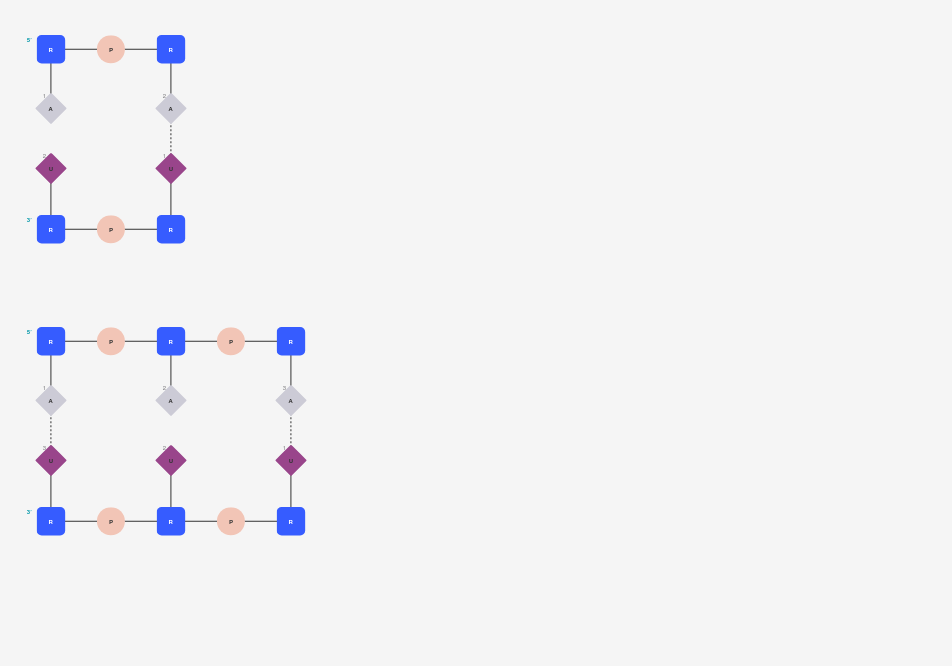 5'
R P R
1 2
A A
2 1
U U
3'
R P R
5'
R P R P R
1 2 3
A A A
3 2 1
U U U
3'
R P R P R